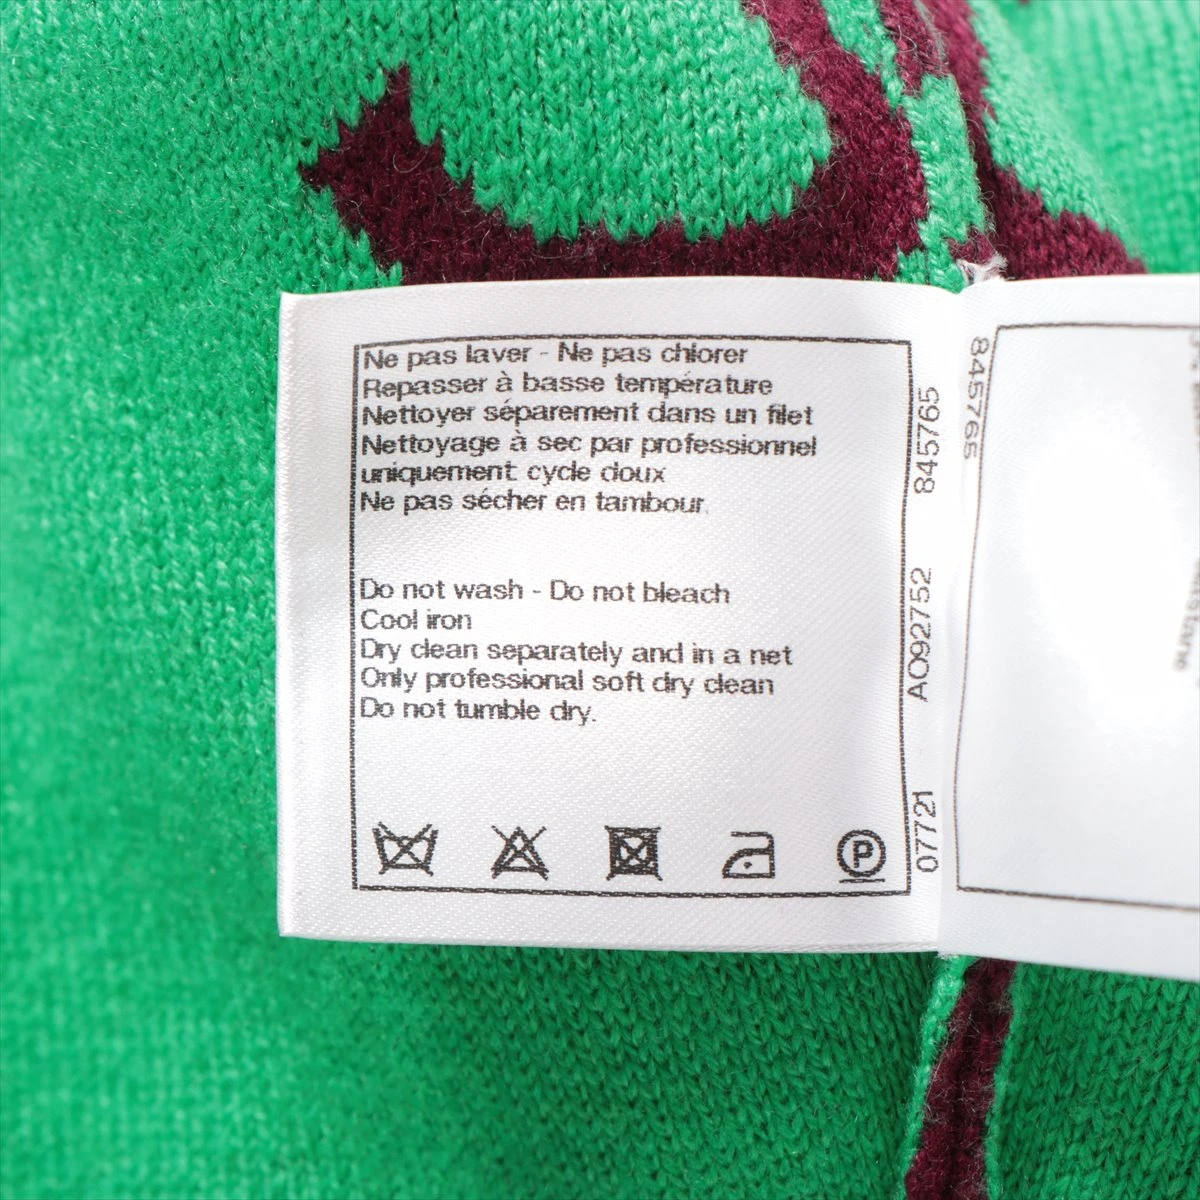 Ne pas laver - Ne pas chlorer
Repasser à basse température
Nettoyer séparement dans un filet
Nettoyage à sec par professionnel
uniquement cycle doux
Ne pas sécher en tambour.
Do not wash - Do not bleach
Cool iron
Dry clean separately and in a net
Only professional soft dry clean
Do not tumble dry.
P
07721 A092752 845765
845765